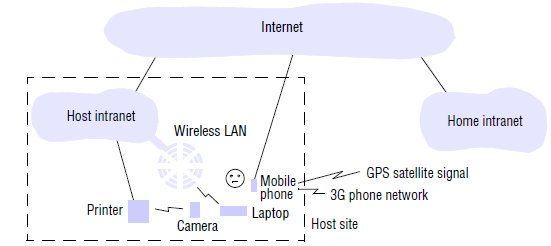 Internet
Host intranet
Wireless LAN
Home intranet
Mobile
phone
GPS satellite signal
3G phone network
Printer
Camera
Laptop
Host site